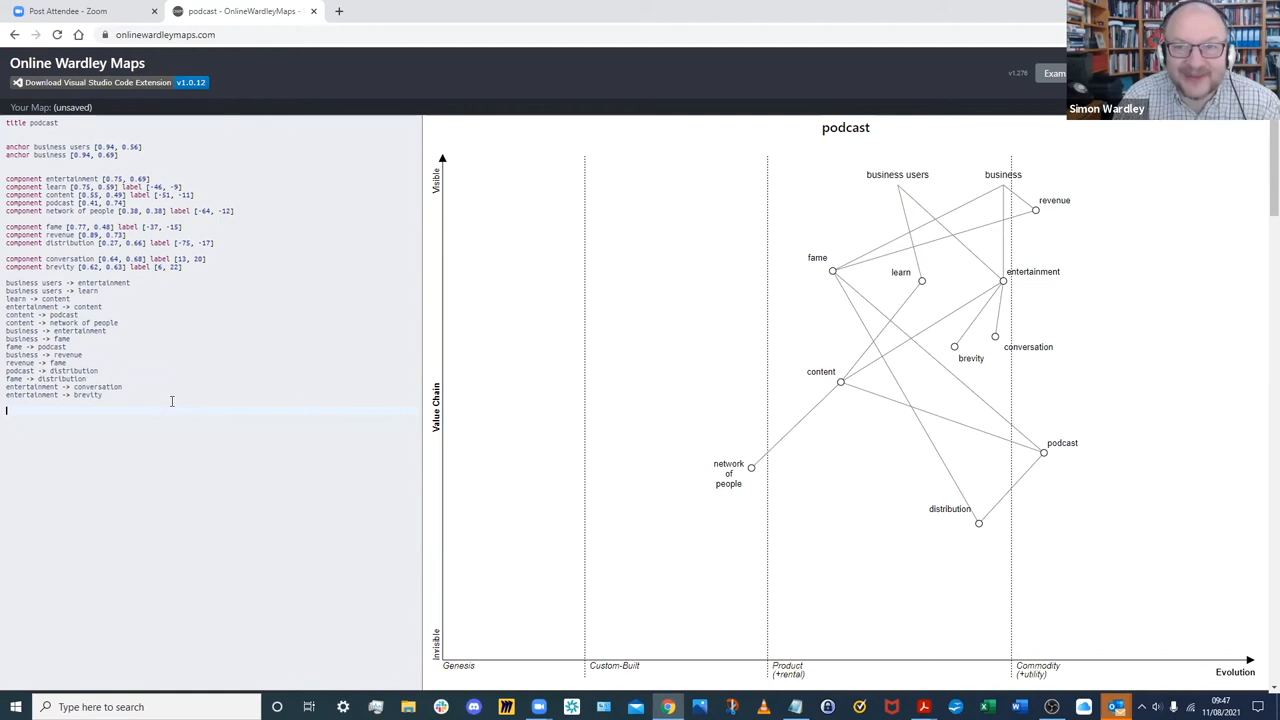 Post Attendee - Zoom
podcast - OnlineWardleyMaps -
onlinewardleymaps.com
Online Wardley Maps
Download Visual Studio Code Extension v1.0.12
v1.276
Exam
Simon Wardley
Your Map: (unsaved)
title podcast
anchor business users [0.94, 0.56]
anchor business [0.94, 0.69]
component entertainment [0.75, 0.69]
component learn [0.75, 0.59] label [-46, -9]
component content [0.55, 0.49] label [-51, -11]
component podcast [0.41, 0.74]
component network of people [0.38, 0.38] label [-64, -12]
component fame [0.77, 0.48] label [-37, -15]
component revenue [0.89, 0.73]
component distribution [0.27, 0.66] label [-75, -17]
component conversation [0.64, 0.68] label [13, 20]
component brevity [0.62, 0.63] label [6, 22]
business users -> entertainment
business users -> learn
learn -> content
entertainment -> content
content -> podcast
content -> network of people
business -> entertainment
business -> fame
fame -> podcast
business -> revenue
revenue -> fame
podcast -> distribution
fame -> distribution
entertainment -> conversation
entertainment -> brevity
podcast
Visible
Value Chain
Invisible
business users
business
revenue
fame
learn
entertainment
conversation
brevity
content
podcast
network
of
people
distribution
Genesis
Custom-Built
Product
(+rental)
Commodity
(+utility)
Evolution
Type here to search
09:47
11/08/2021